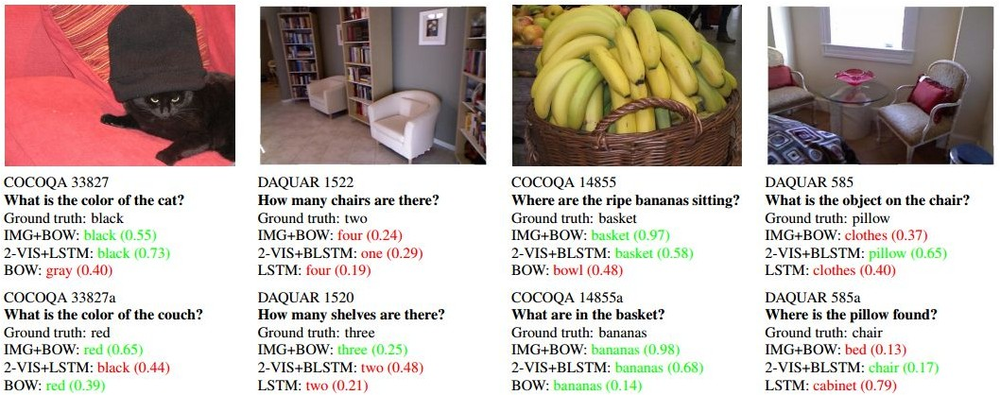 COCOQA 33827
What is the color of the cat?
Ground truth: black
IMG+BOW: black (0.55)
2-VIS+LSTM: black (0.73)
BOW: gray (0.40)
COCOQA 33827a
What is the color of the couch?
Ground truth: red
IMG+BOW: red (0.65)
2-VIS+LSTM: black (0.44)
BOW: red (0.39)
DAQUAR 1522
How many chairs are there?
Ground truth: two
IMG+BOW: four (0.24)
2-VIS+BLSTM: one (0.29)
LSTM: four (0.19)
DAQUAR 1520
How many shelves are there?
Ground truth: three
IMG+BOW: three (0.25)
2-VIS+BLSTM: two (0.48)
LSTM: two (0.21)
COCOQA 14855
Where are the ripe bananas sitting?
Ground truth: basket
IMG+BOW: basket (0.97)
2-VIS+BLSTM: basket (0.58)
BOW: bowl (0.48)
COCOQA 14855a
What are in the basket?
Ground truth: bananas
IMG+BOW: bananas (0.98)
2-VIS+BLSTM: bananas (0.68)
BOW: bananas (0.14)
DAQUAR 585
What is the object on the chair?
Ground truth: pillow
IMG+BOW: clothes (0.37)
2-VIS+BLSTM: pillow (0.65)
LSTM: clothes (0.40)
DAQUAR 585a
Where is the pillow found?
Ground truth: chair
IMG+BOW: bed (0.13)
2-VIS+BLSTM: chair (0.17)
LSTM: cabinet (0.79)